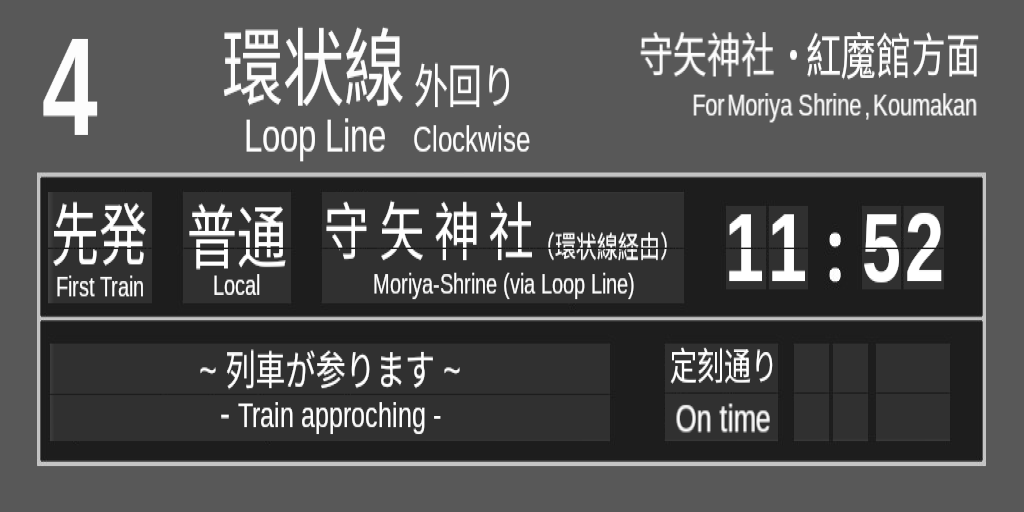 4
環状線 外回り
Loop Line Clockwise
守矢神社・紅魔館方面
For Moriya Shrine , Koumakan
先発 普通 守矢神社 (環状線経由) 11:52
First Train Local Moriya-Shrine (via Loop Line)
~ 列車が参ります ~ 定刻通り
- Train approching - On time